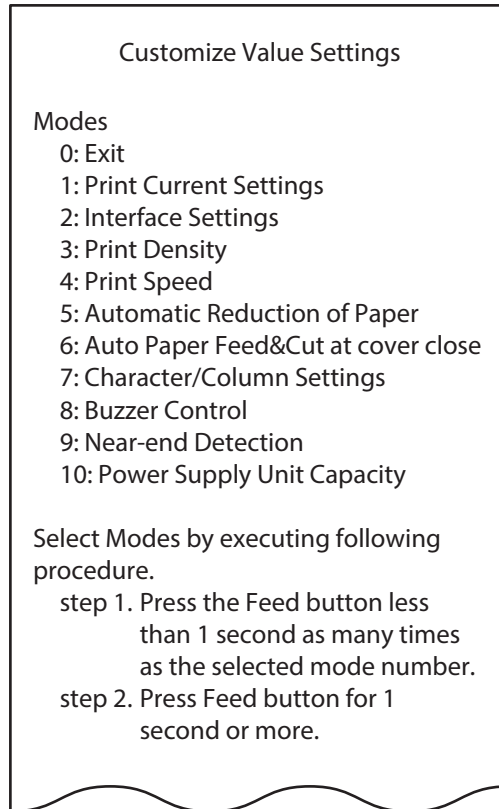 Customize Value Settings
Modes
0: Exit
1: Print Current Settings
2: Interface Settings
3: Print Density
4: Print Speed
5: Automatic Reduction of Paper
6: Auto Paper Feed&Cut at cover close
7: Character/Column Settings
8: Buzzer Control
9: Near-end Detection
10: Power Supply Unit Capacity
Select Modes by executing following
procedure.
step 1. Press the Feed button less
than 1 second as many times
as the selected mode number.
step 2. Press Feed button for 1
second or more.